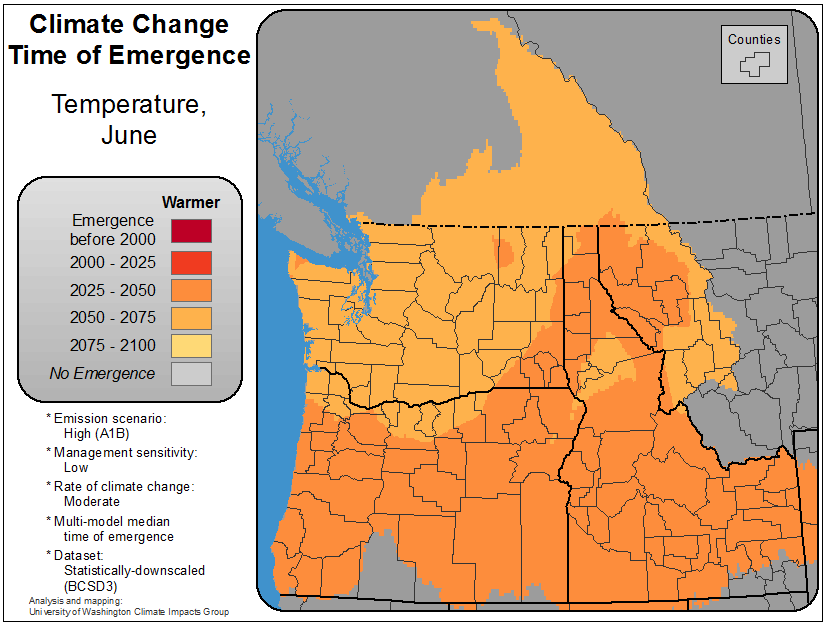 Climate Change
Time of Emergence
Temperature,
June
Warmer
Emergence
before 2000
2000 - 2025
2025 - 2050
2050 - 2075
2075 - 2100
No Emergence
* Emission scenario:
High (A1B)
* Management sensitivity:
Low
* Rate of climate change:
Moderate
* Multi-model median
time of emergence
* Dataset:
Statistically-downscaled
(BCSD3)
Analysis and mapping:
University of Washington Climate Impacts Group
Counties